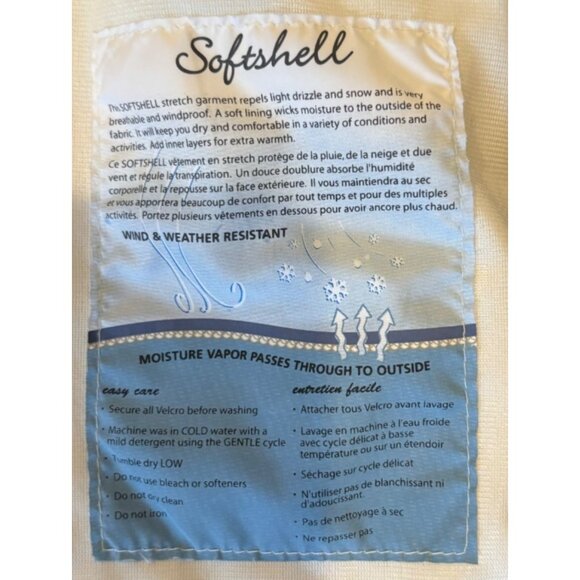 Softshell
The SOFTSHELL stretch garment repels light drizzle and snow and is very
breathable and windproof. A soft lining wicks moisture to the outside of the
fabric. It will keep you dry and comfortable in a variety of conditions and
activities. Add inner layers for extra warmth.
Ce SOFTSHELL vêtement en stretch protège de la pluie, de la neige et due
vent et régule la transpiration. Un douce doublure absorbe l'humidité
corporelle et la repousse sur la face extérieure. Il vous maintiendra au sec
et vous apportera beaucoup de confort par tout temps et pour des multiples
activités. Portez plusieurs vêtements en dessous pour avoir ancore plus chaud.
WIND & WEATHER RESISTANT
MOISTURE VAPOR PASSES THROUGH TO OUTSIDE
easy care
• Secure all Velcro before washing
• Machine was in COLD water with a
mild detergent using the GENTLE cycle
• Tumble dry LOW
• Do not use bleach or softeners
• Do not dry clean
• Do not iron
entretien facile
• Attacher tous Velcro avant lavage
• Lavage en machine à l'eau froide
avec cycle délicat à basse
température ou sur un étendoir
• Séchage sur cycle délicat
• N'utiliser pas de blanchissant ni
d'adoucissant.
• Pas de nettoyage à sec
• Ne repasser pas